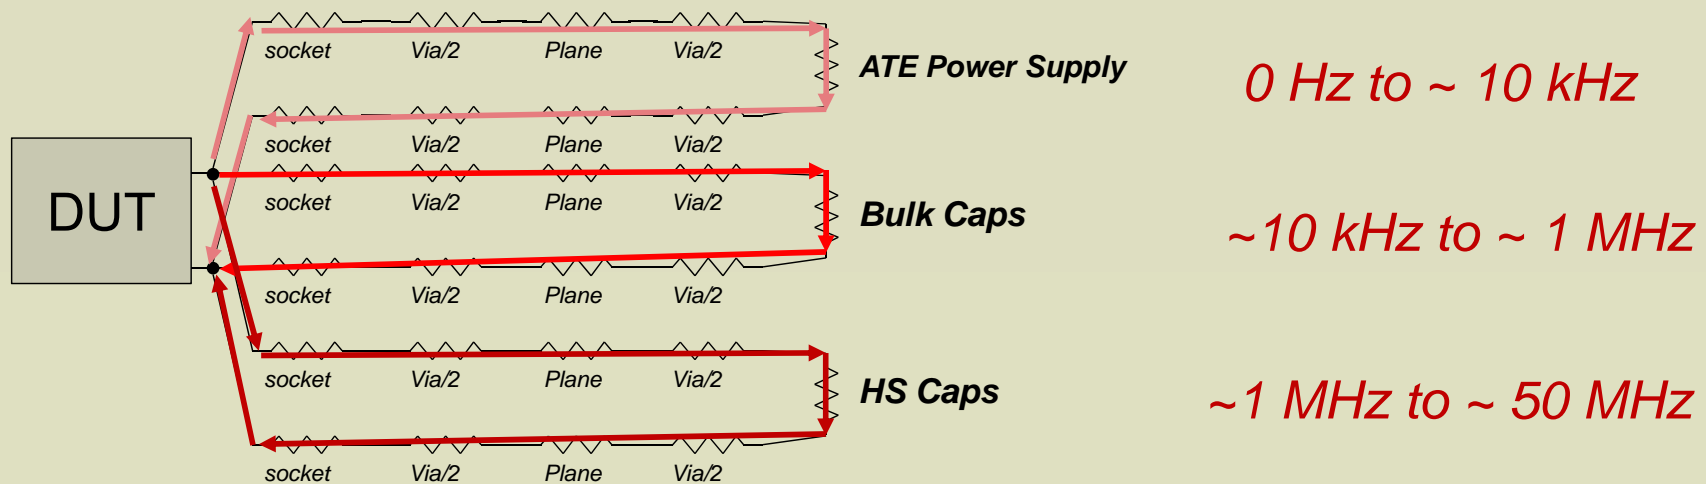 socket Via/2 Plane Via/2
ATE Power Supply
0 Hz to ~ 10 kHz
socket Via/2 Plane Via/2
DUT
socket Via/2 Plane Via/2
Bulk Caps
~10 kHz to ~ 1 MHz
socket Via/2 Plane Via/2
socket Via/2 Plane Via/2
HS Caps
~1 MHz to ~ 50 MHz
socket Via/2 Plane Via/2